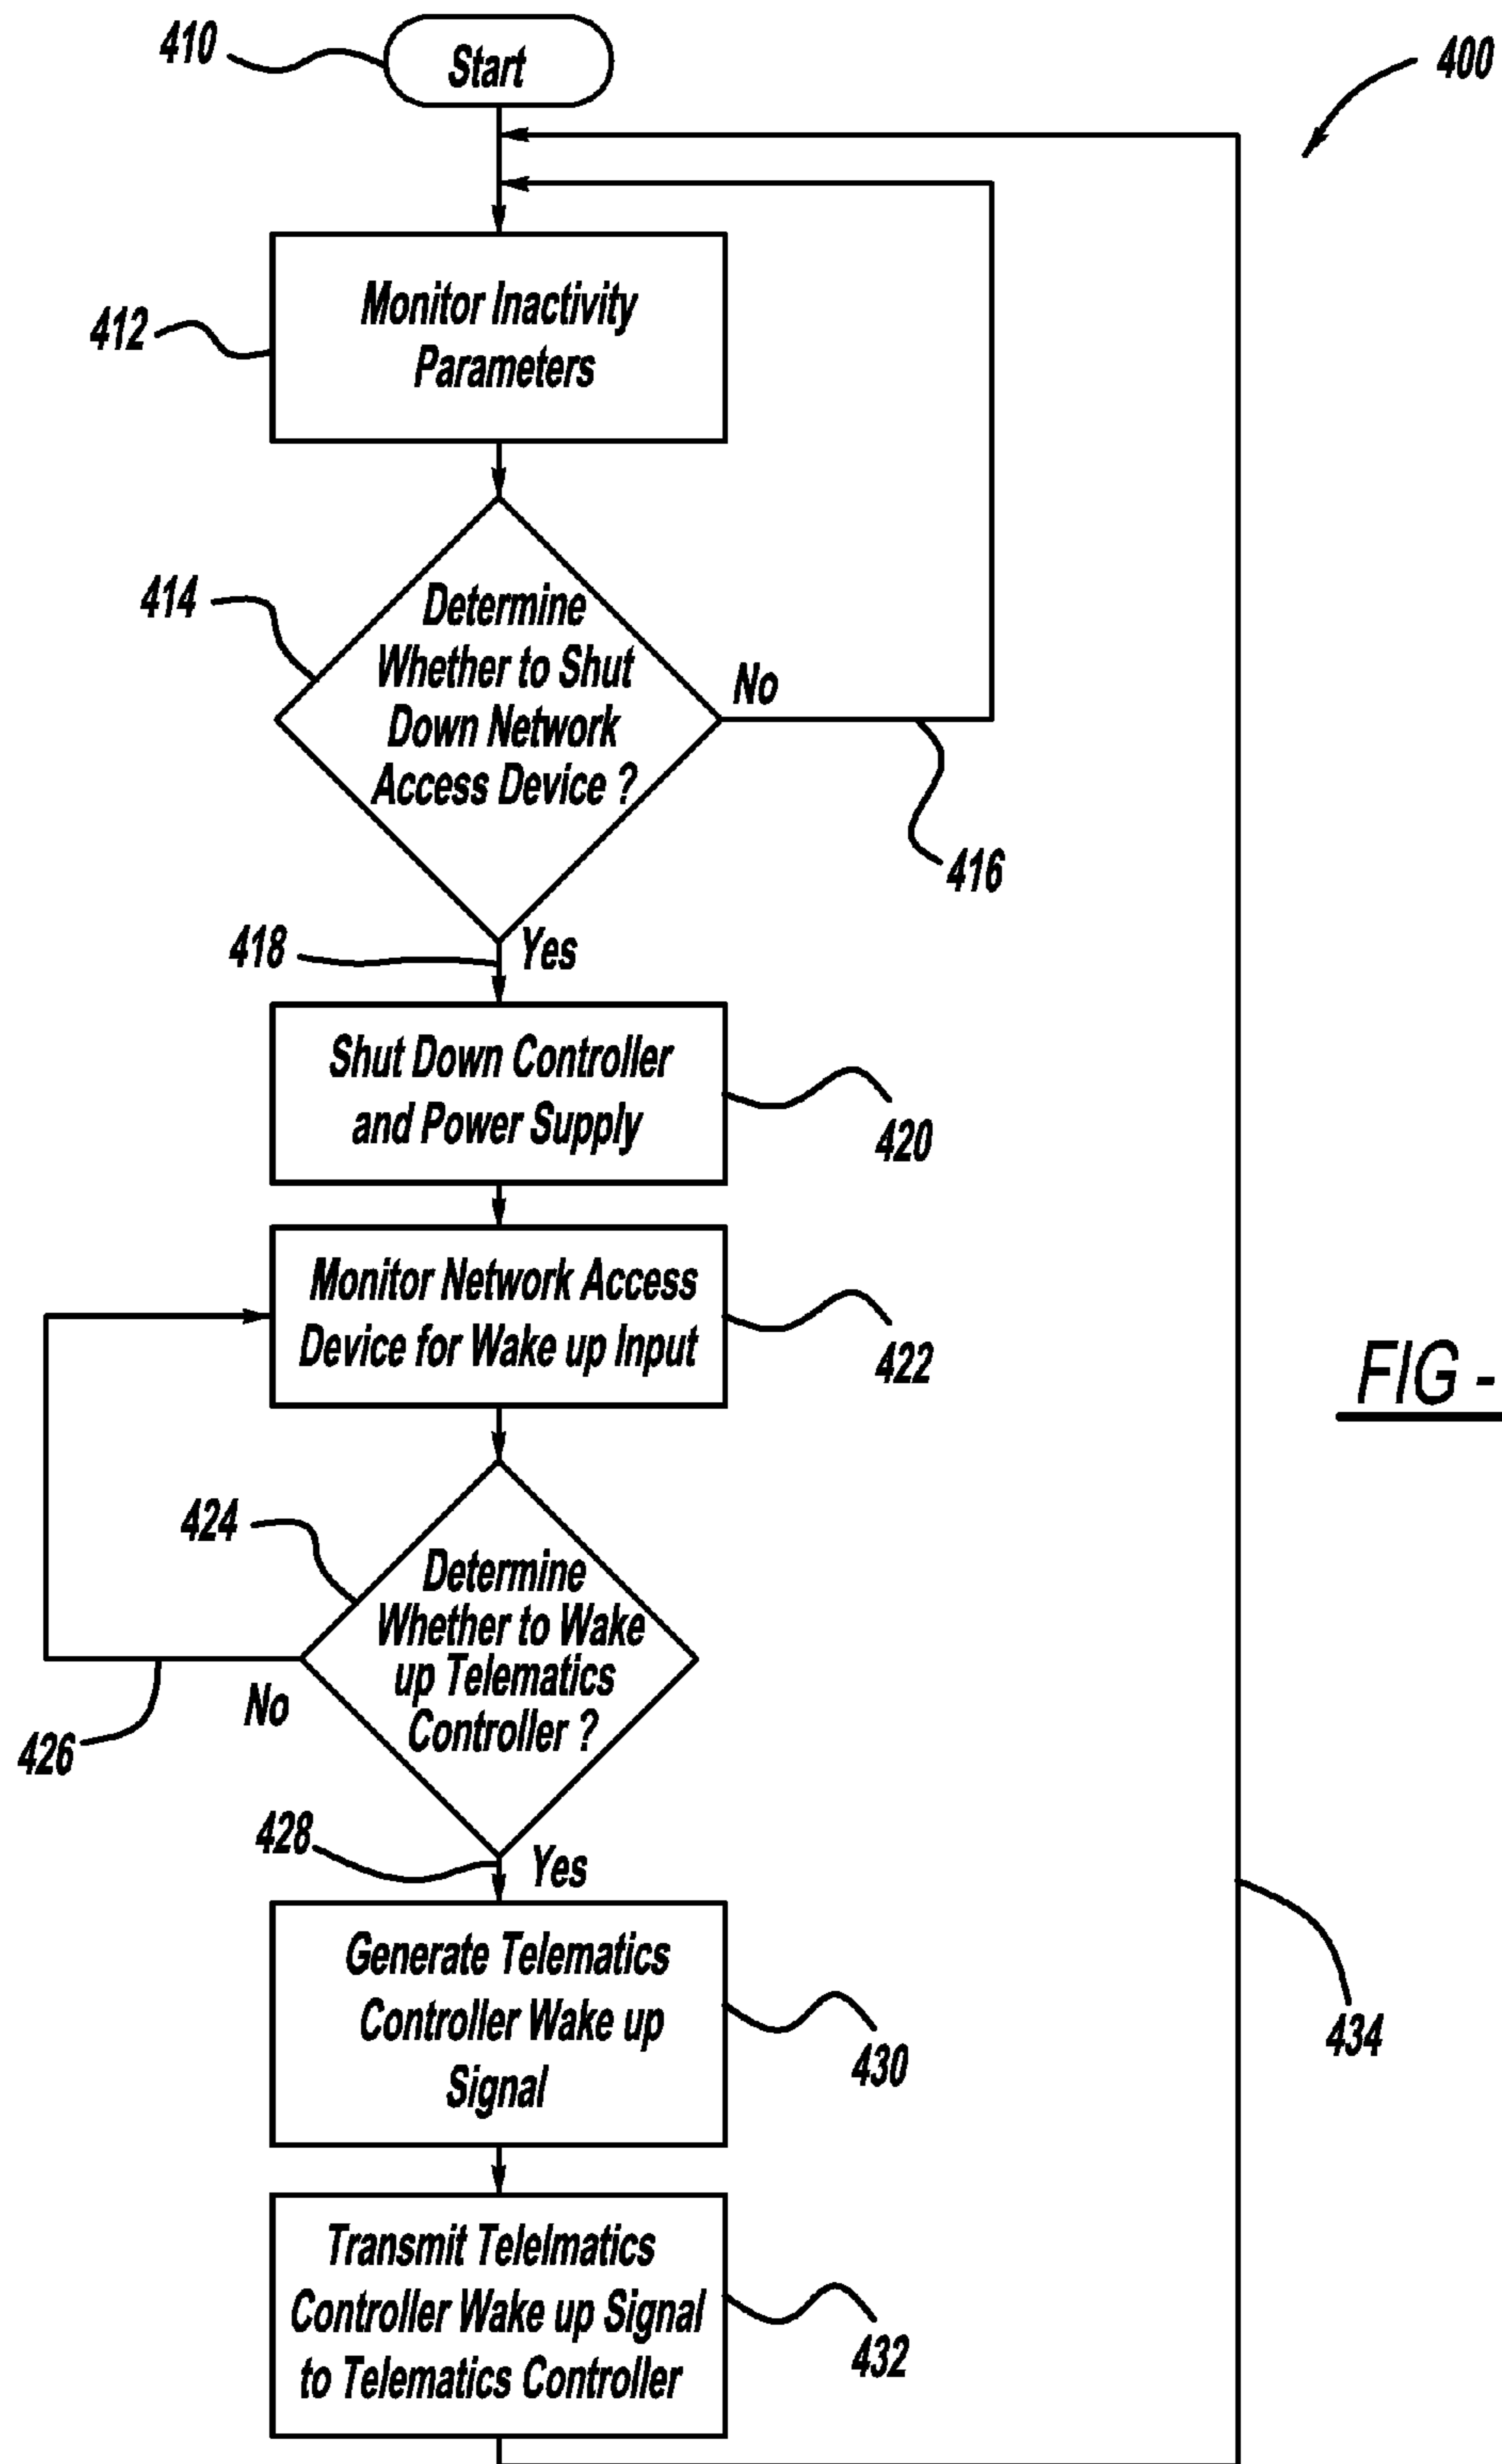 410
Start
400
Monitor Inactivity
Parameters
412
414
Determine
Whether to Shut
Down Network
Access Device ?
No
416
418
Yes
Shut Down Controller
and Power Supply
420
Monitor Network Access
Device for Wake up Input
422
FIG -
424
Determine
Whether to Wake
up Telematics
Controller ?
No
426
428
Yes
Generate Telematics
Controller Wake up
Signal
430
434
Transmit Telelmatics
Controller Wake up Signal
to Telematics Controller
432